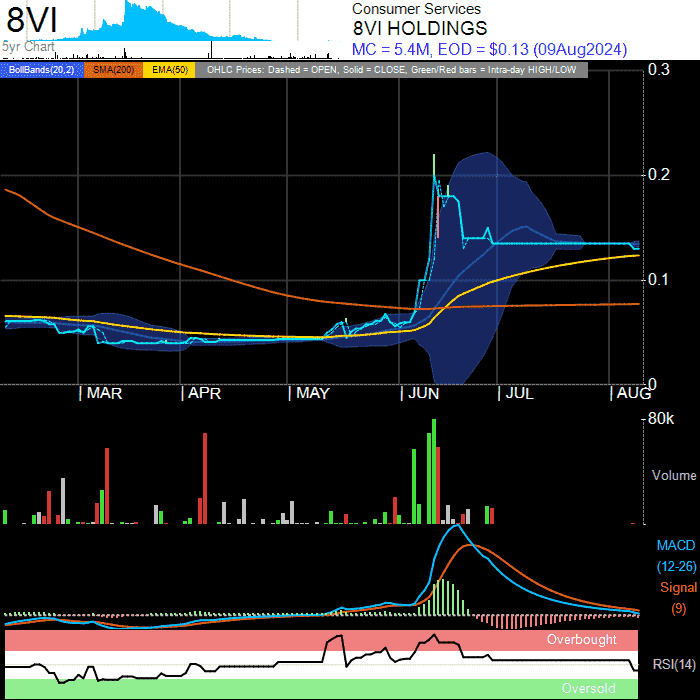 8VI
Consumer Services
8VI HOLDINGS
5yr Chart
MC = 5.4M, EOD = $0.13 (09Aug2024)
BollBands(20,2) SMA(200) EMA(50) OHLC Prices: Dashed = OPEN, Solid = CLOSE, Green/Red bars = Intra-day HIGH/LOW
0.3
0.2
0.1
0
| MAR | APR | MAY | JUN | JUL | AUG
80k
Volume
MACD
(12-26)
Signal
(9)
Overbought
RSI(14)
Oversold